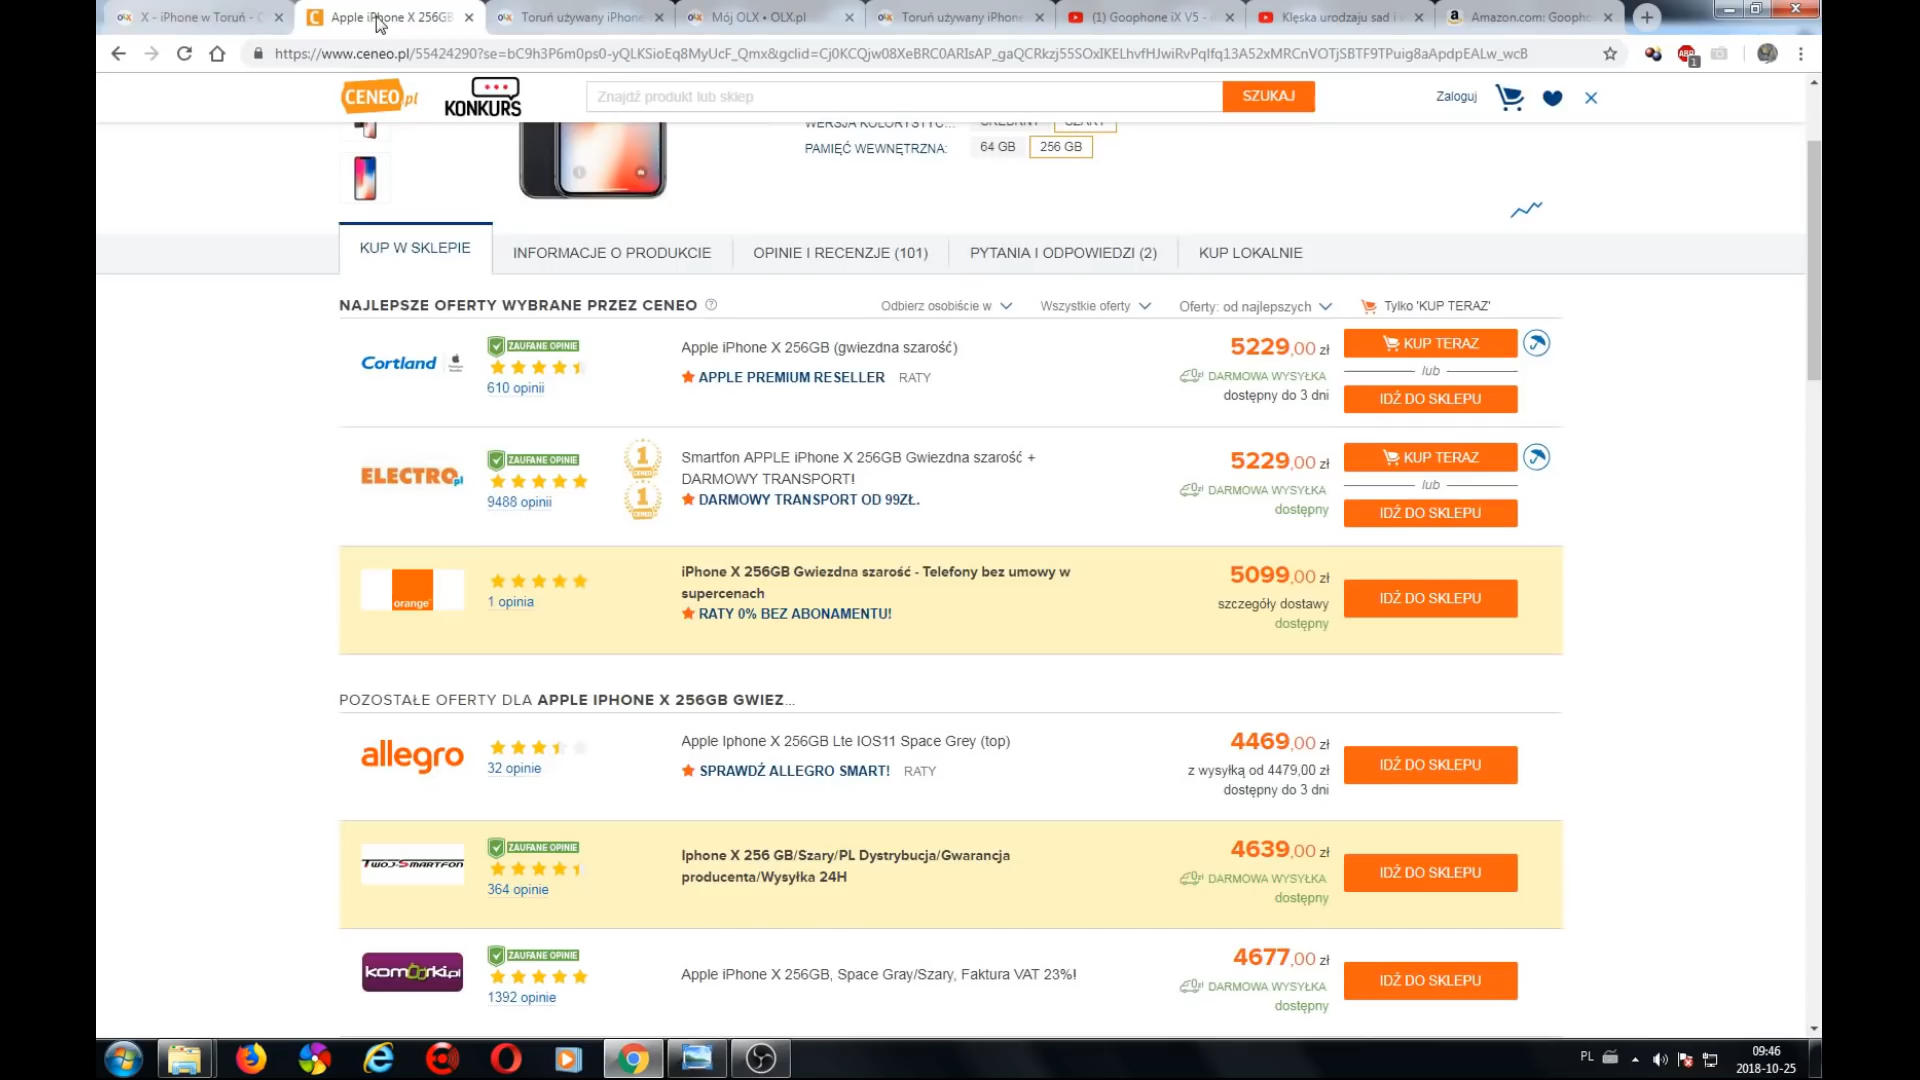 X - iPhone w Toruń - O
Apple iPhone X 256GB
Toruń używany iPhone
Mój OLX • OLX.pl
Toruń używany iPhone
(1) Goophone iX V5 -
Klęska urodzaju sad i w
Amazon.com: Goopho
https://www.ceneo.pl/55424290?se=bC9h3P6m0ps0-yQLKSioEq8MyUcF_Qmx&gclid=Cj0KCQjw08XeBRC0ARIsAP_gaQCRkzj55SOxIKELhvfHJwiRvPqlfq13A52xMRCnVOTjSBTF9TPuig8aApdpEALw_wcB
CENEO.pl
KONKURS
Znajdź produkt lub sklep
SZUKAJ
Zaloguj
WERSJA KOLORYSTYC...
SREBRNY
SZARY
PAMIĘĆ WEWNĘTRZNA:
64 GB
256 GB
KUP W SKLEPIE
INFORMACJE O PRODUKCIE
OPINIE I RECENZJE (101)
PYTANIA I ODPOWIEDZI (2)
KUP LOKALNIE
NAJLEPSZE OFERTY WYBRANE PRZEZ CENEO
Odbierz osobiście w
Wszystkie oferty
Oferty: od najlepszych
Tylko 'KUP TERAZ'
Cortland
ZAUFANE OPINIE
610 opinii
Apple iPhone X 256GB (gwiezdna szarość)
APPLE PREMIUM RESELLER RATY
5229,00 zł
DARMOWA WYSYŁKA
dostępny do 3 dni
KUP TERAZ
lub
IDŹ DO SKLEPU
ELECTRO.pl
ZAUFANE OPINIE
9488 opinii
1
1
Smartfon APPLE iPhone X 256GB Gwiezdna szarość +
DARMOWY TRANSPORT!
DARMOWY TRANSPORT OD 99ZŁ.
5229,00 zł
DARMOWA WYSYŁKA
dostępny
KUP TERAZ
lub
IDŹ DO SKLEPU
orange
1 opinia
iPhone X 256GB Gwiezdna szarość - Telefony bez umowy w
supercenach
RATY 0% BEZ ABONAMENTU!
5099,00 zł
szczegóły dostawy
dostępny
IDŹ DO SKLEPU
POZOSTAŁE OFERTY DLA APPLE IPHONE X 256GB GWIEZ...
allegro
32 opinie
Apple Iphone X 256GB Lte IOS11 Space Grey (top)
SPRAWDŹ ALLEGRO SMART! RATY
4469,00 zł
z wysyłką od 4479,00 zł
dostępny do 3 dni
IDŹ DO SKLEPU
TWOJ-SMARTFON
ZAUFANE OPINIE
364 opinie
Iphone X 256 GB/Szary/PL Dystrybucja/Gwarancja
producenta/Wysyłka 24H
4639,00 zł
DARMOWA WYSYŁKA
dostępny
IDŹ DO SKLEPU
komórki.pl
ZAUFANE OPINIE
1392 opinie
Apple iPhone X 256GB, Space Gray/Szary, Faktura VAT 23%!
4677,00 zł
DARMOWA WYSYŁKA
dostępny
IDŹ DO SKLEPU
PL
09:46
2018-10-25